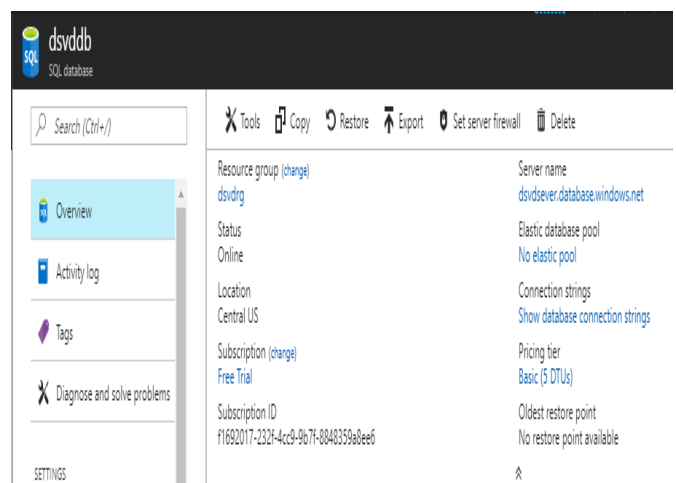 SQL
dsvddb
SQL database
Search (Ctrl+/)
Overview
Activity log
Tags
Diagnose and solve problems
SETTINGS
Tools Copy Restore Export Set server firewall Delete
Resource group (change)
dsvdrg
Status
Online
Location
Central US
Subscription (change)
Free Trial
Subscription ID
f1692017-232f-4cc9-9b7f-8848359a8ee6
Server name
dsvdsever.database.windows.net
Elastic database pool
No elastic pool
Connection strings
Show database connection strings
Pricing tier
Basic (5 DTUs)
Oldest restore point
No restore point available